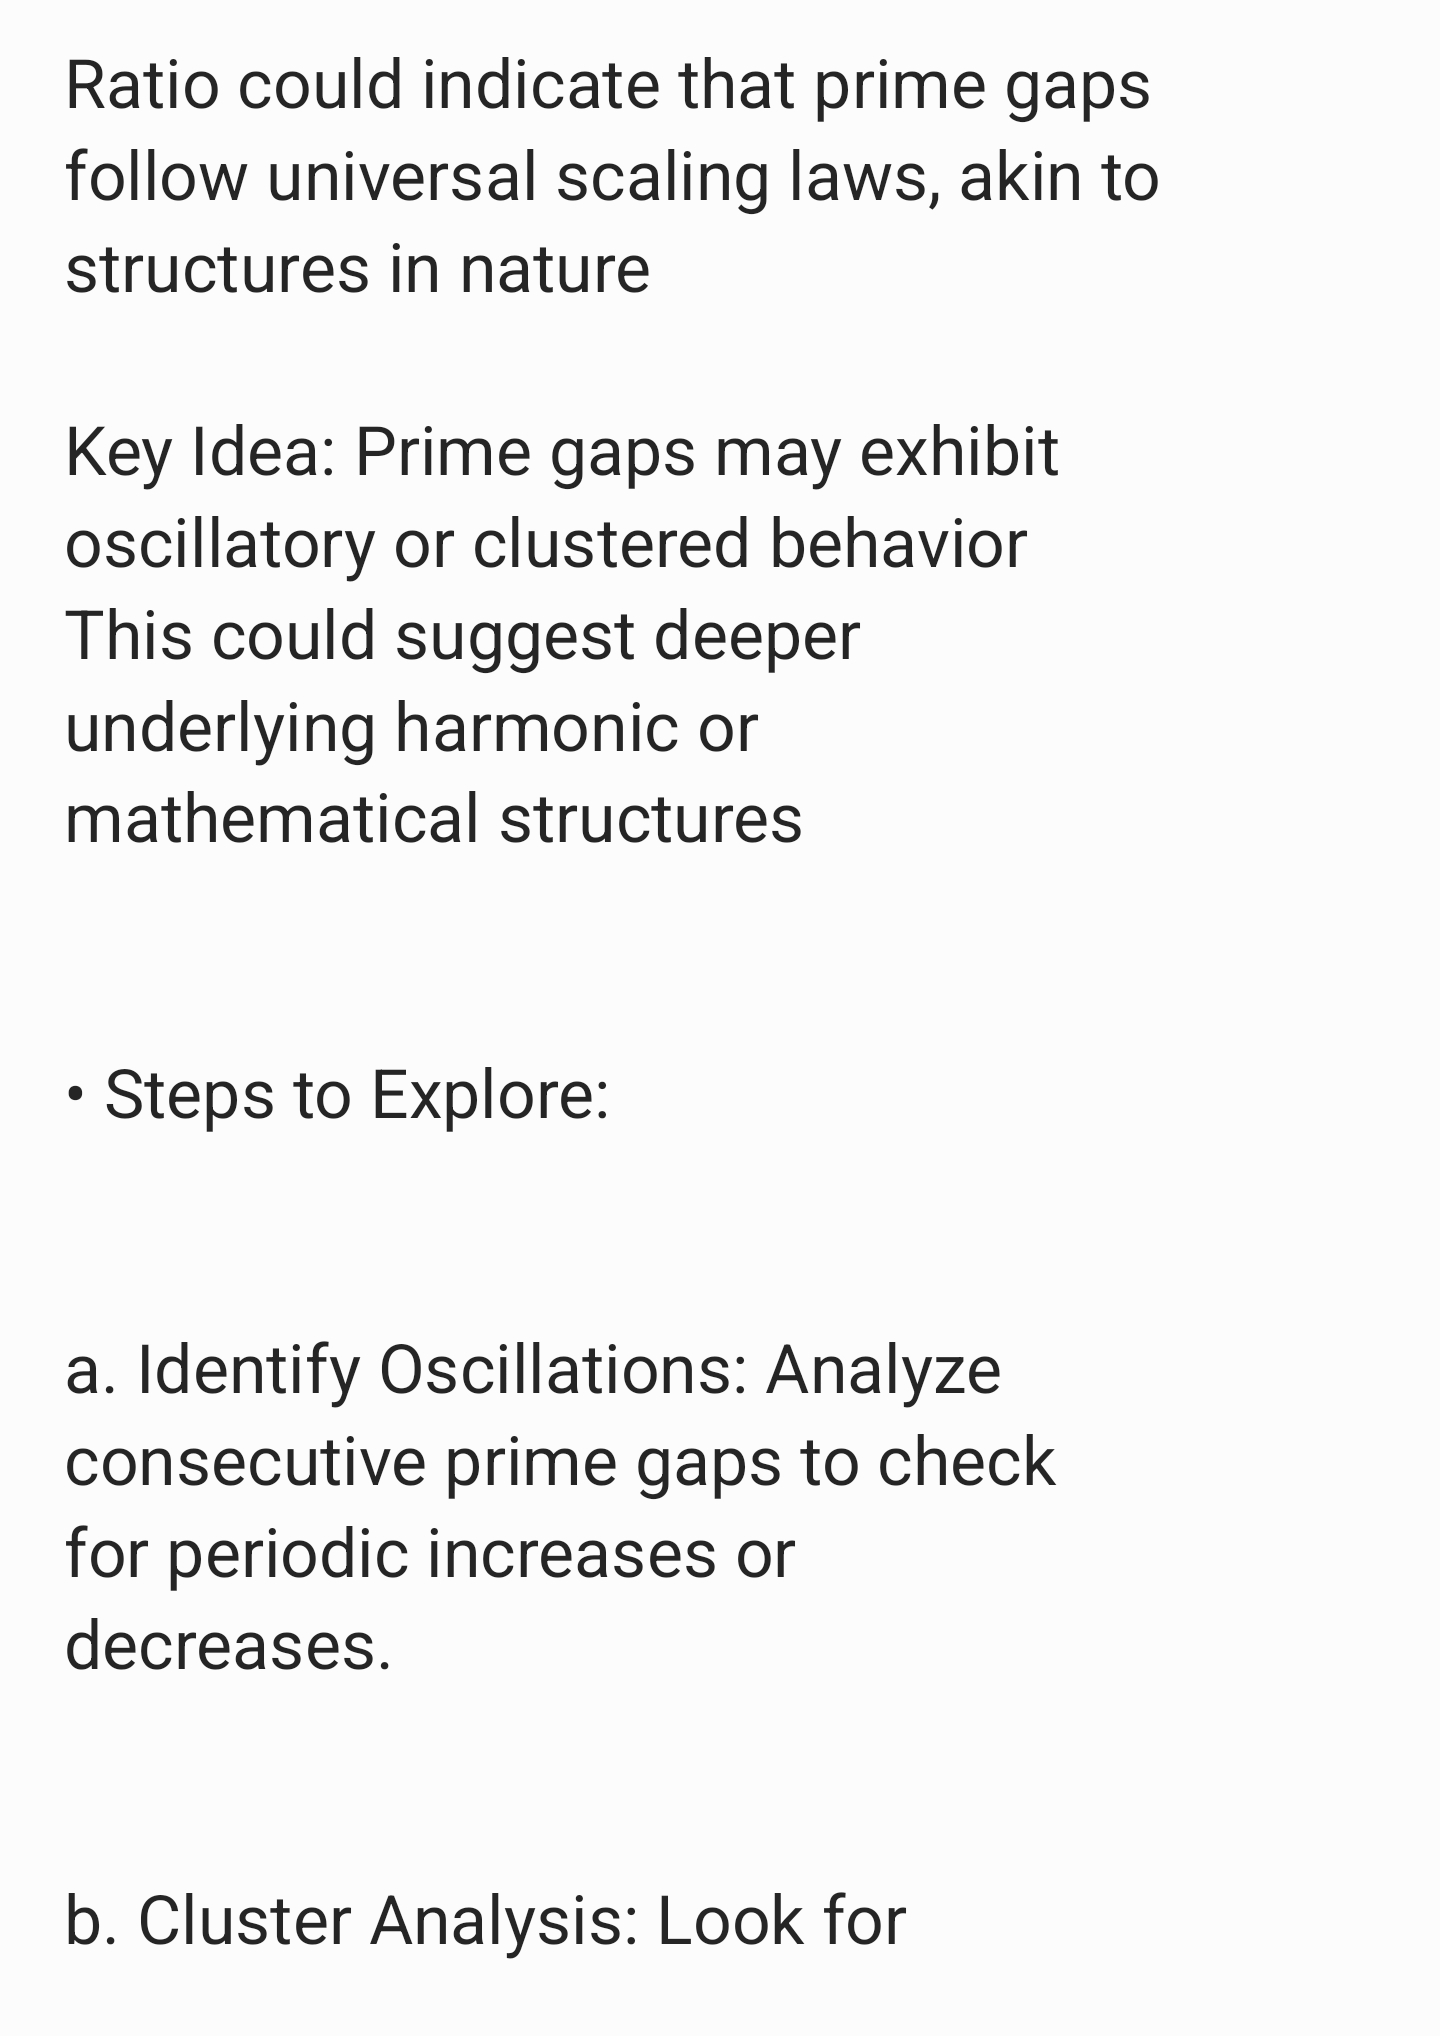 Ratio could indicate that prime gaps
follow universal scaling laws, akin to
structures in nature
Key Idea: Prime gaps may exhibit
oscillatory or clustered behavior
This could suggest deeper
underlying harmonic or
mathematical structures
• Steps to Explore:
a. Identify Oscillations: Analyze
consecutive prime gaps to check
for periodic increases or
decreases.
b. Cluster Analysis: Look for